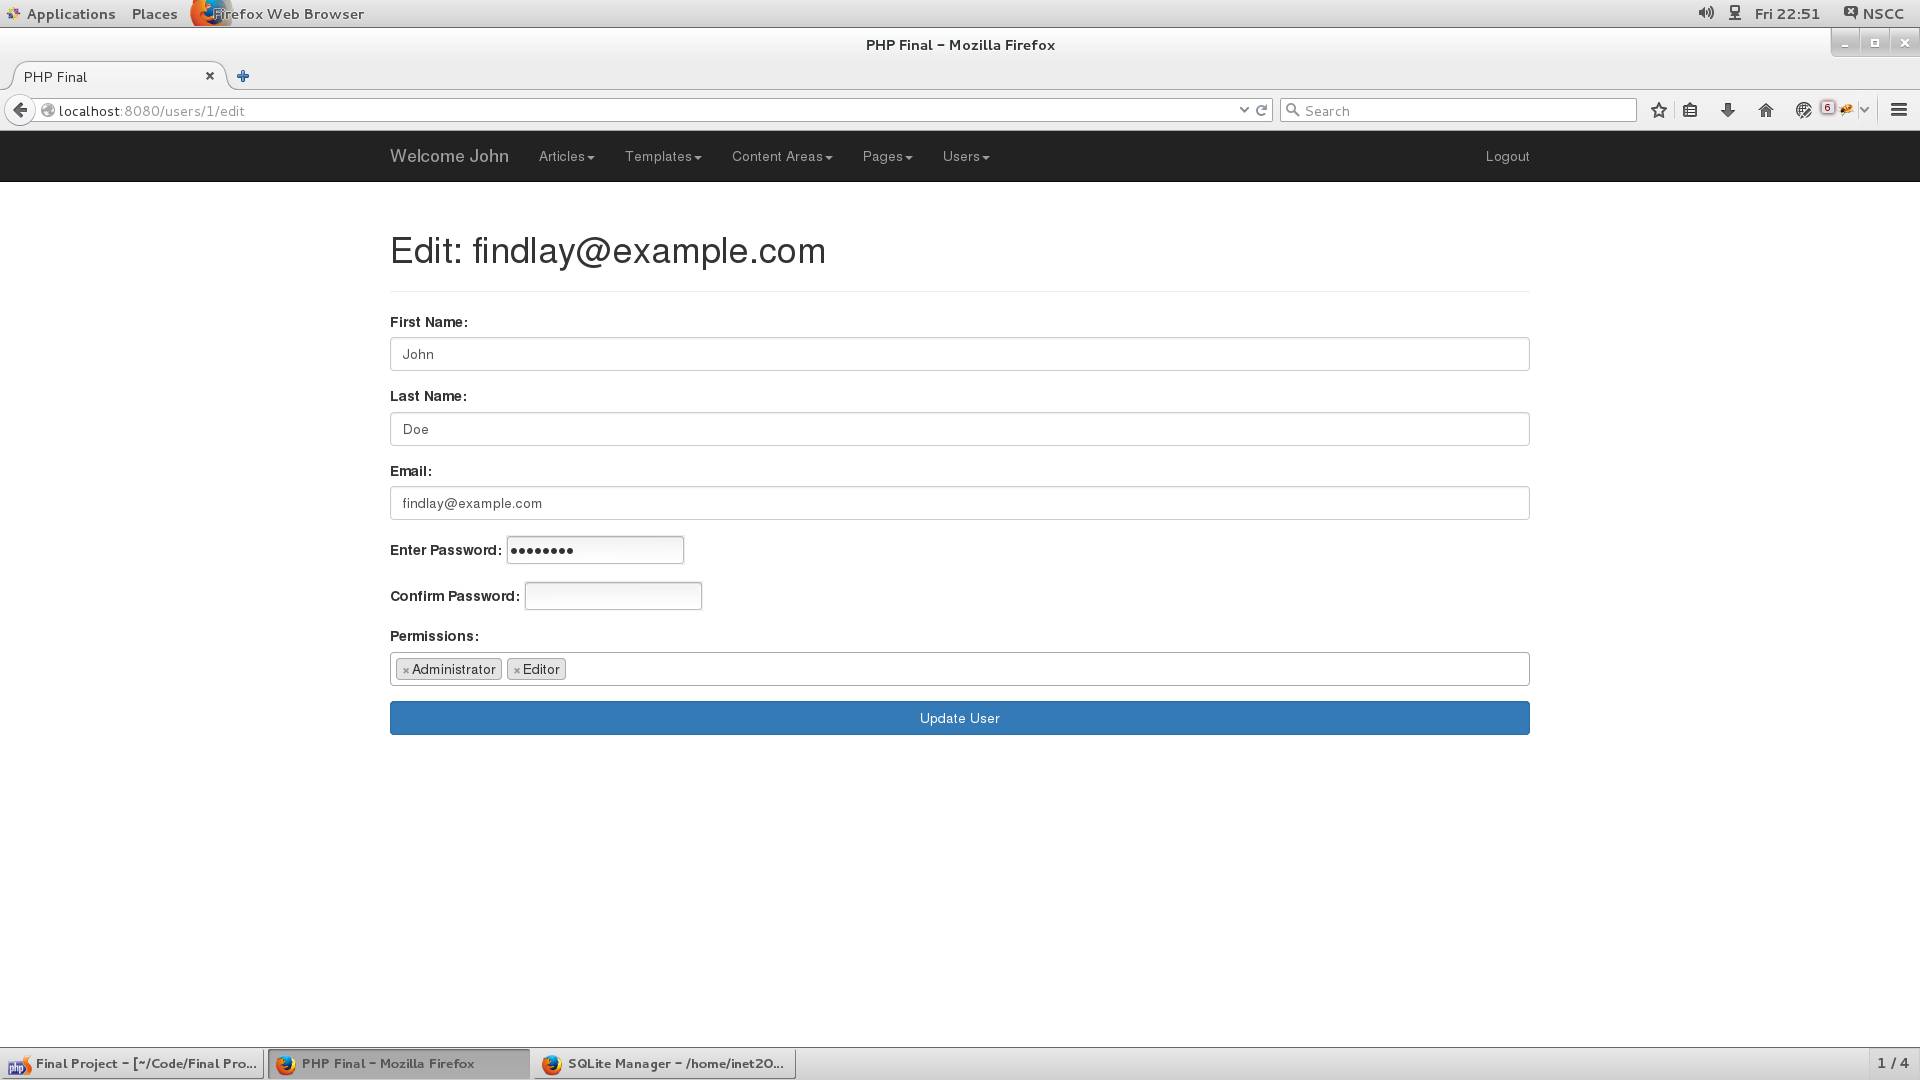 Applications Places Firefox Web Browser Fri 22:51 NSCC
PHP Final - Mozilla Firefox
PHP Final
localhost:8080/users/1/edit Search 6
Welcome John Articles Templates Content Areas Pages Users Logout
Edit: findlay@example.com
First Name:
John
Last Name:
Doe
Email:
findlay@example.com
Enter Password: ••••••••
Confirm Password:
Permissions:
×Administrator ×Editor
Update User
php Final Project - [~/Code/Final Pro... PHP Final - Mozilla Firefox SQLite Manager - /home/inet20... 1 / 4